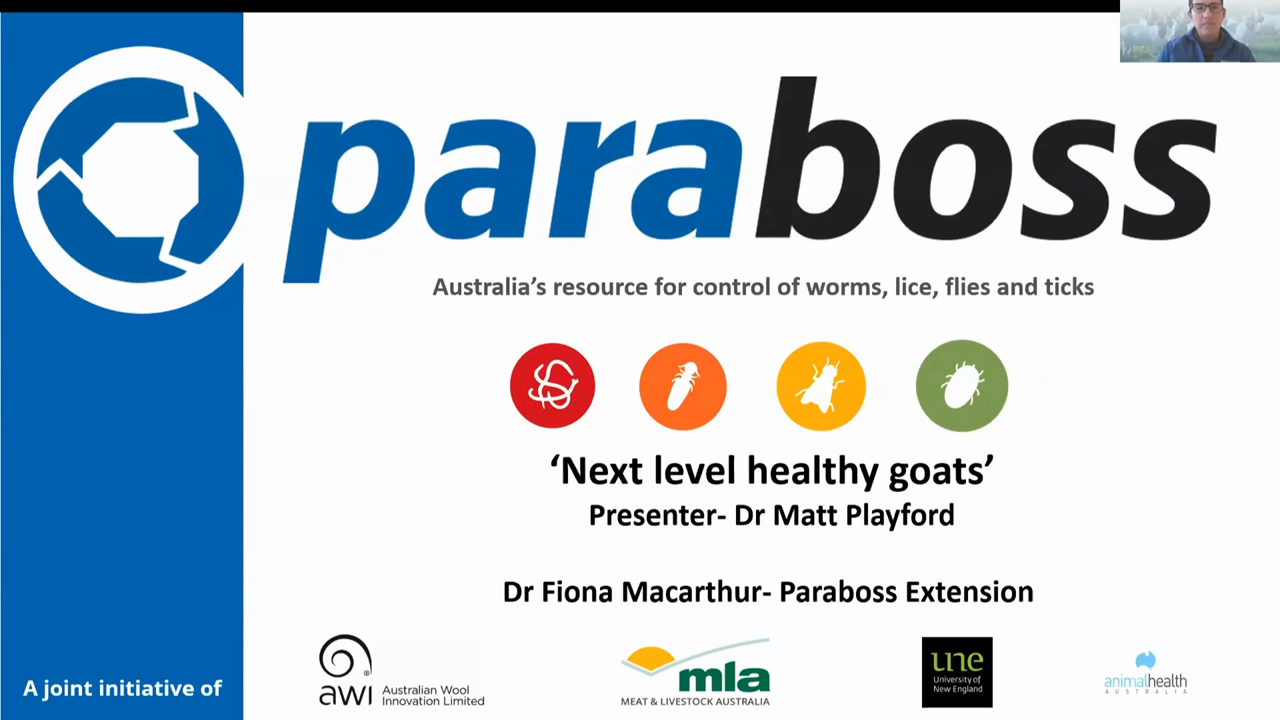 paraboss
Australia’s resource for control of worms, lice, flies and ticks
‘Next level healthy goats’
Presenter- Dr Matt Playford
Dr Fiona Macarthur- Paraboss Extension
A joint initiative of
awi
Australian Wool
Innovation Limited
mla
MEAT & LIVESTOCK AUSTRALIA
une
University of
New England
animalhealth
AUSTRALIA